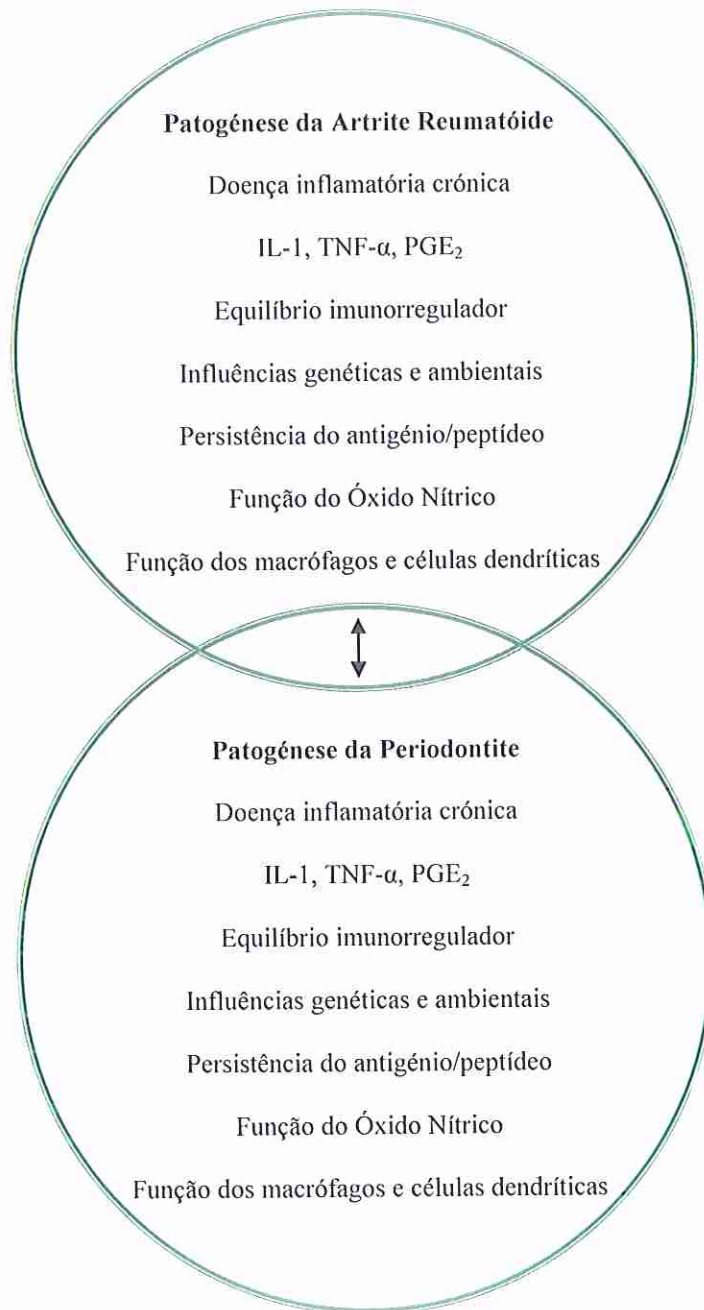 Patogénese da Artrite Reumatóide
Doença inflamatória crónica
IL-1, TNF-α, PGE₂
Equilíbrio imunorregulador
Influências genéticas e ambientais
Persistência do antigénio/peptídeo
Função do Óxido Nítrico
Função dos macrófagos e células dendríticas
Patogénese da Periodontite
Doença inflamatória crónica
IL-1, TNF-α, PGE₂
Equilíbrio imunorregulador
Influências genéticas e ambientais
Persistência do antigénio/peptídeo
Função do Óxido Nítrico
Função dos macrófagos e células dendríticas